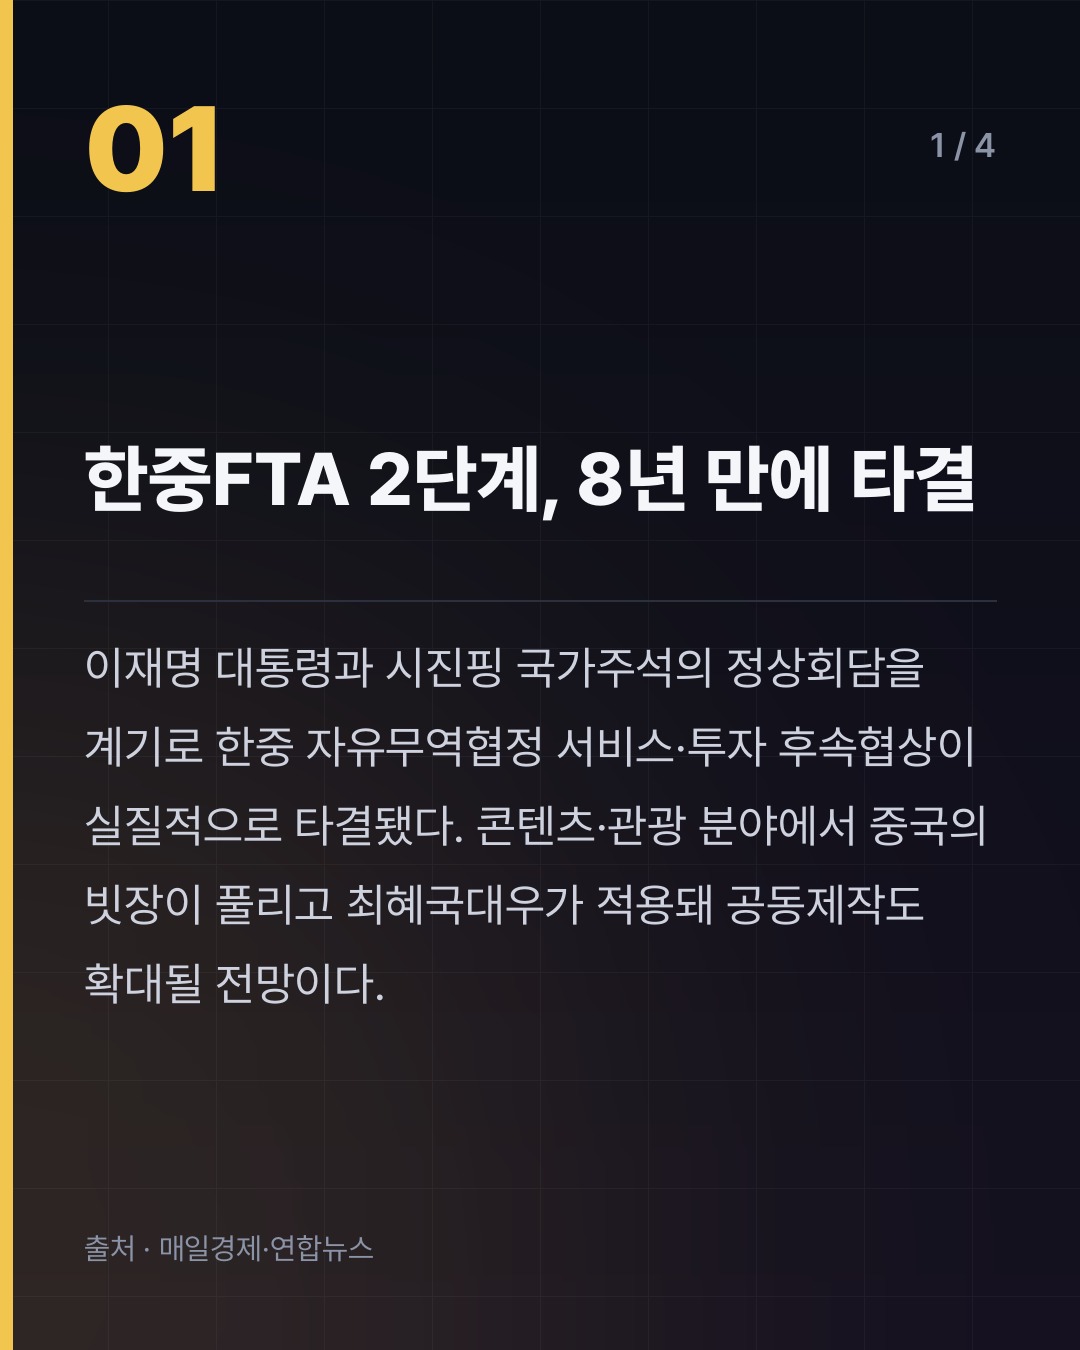 01
1 / 4
한중FTA 2단계, 8년 만에 타결
이재명 대통령과 시진핑 국가주석의 정상회담을
계기로 한중 자유무역협정 서비스·투자 후속협상이
실질적으로 타결됐다. 콘텐츠·관광 분야에서 중국의
빗장이 풀리고 최혜국대우가 적용돼 공동제작도
확대될 전망이다.
출처 · 매일경제·연합뉴스